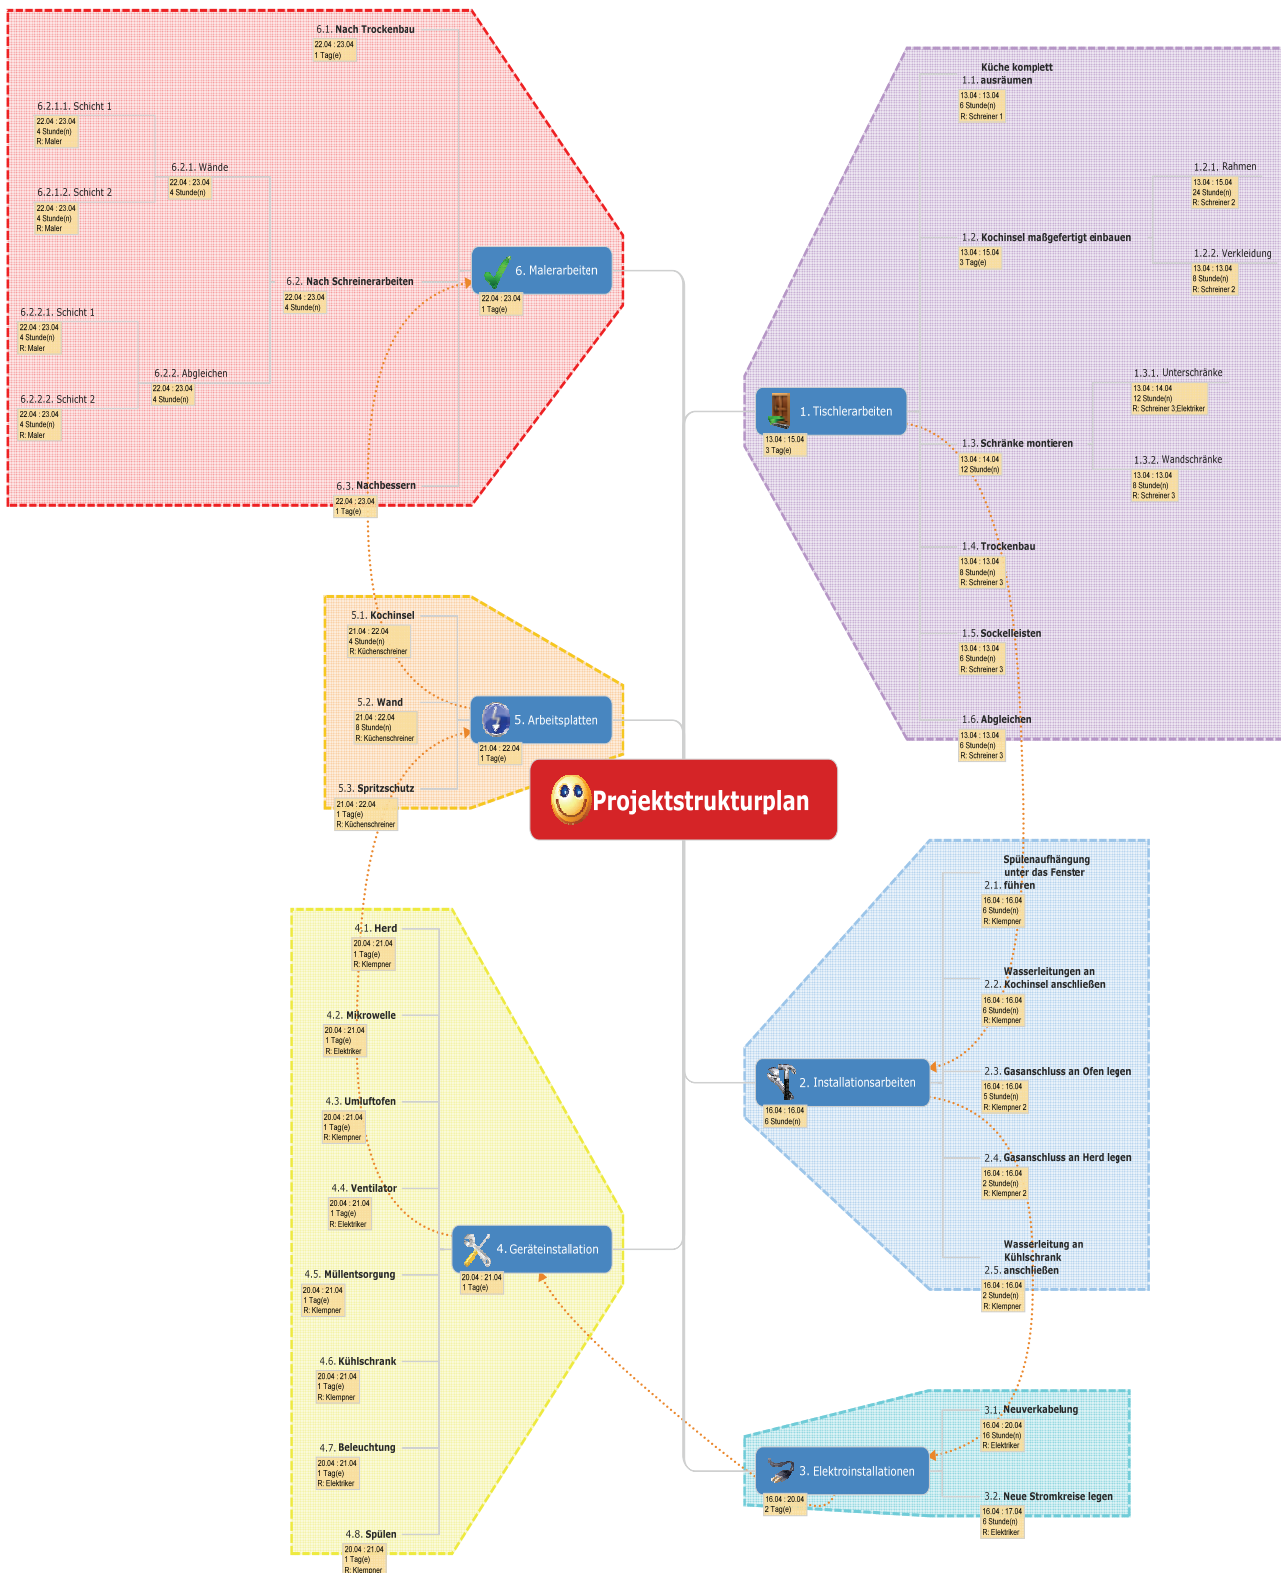 Projektstrukturplan
1. Tischlerarbeiten
13.04 : 15.04
3 Tag(e)
Küche komplett
1.1. ausräumen
13.04 : 13.04
6 Stunde(n)
R: Schreiner 1
1.2. Kochinsel maßgefertigt einbauen
13.04 : 15.04
3 Tag(e)
1.2.1. Rahmen
13.04 : 15.04
24 Stunde(n)
R: Schreiner 2
1.2.2. Verkleidung
13.04 : 13.04
8 Stunde(n)
R: Schreiner 2
1.3. Schränke montieren
13.04 : 14.04
12 Stunde(n)
1.3.1. Unterschränke
13.04 : 14.04
12 Stunde(n)
R: Schreiner 3;Elektriker
1.3.2. Wandschränke
13.04 : 13.04
8 Stunde(n)
R: Schreiner 3
1.4. Trockenbau
13.04 : 13.04
8 Stunde(n)
R: Schreiner 3
1.5. Sockelleisten
13.04 : 13.04
6 Stunde(n)
R: Schreiner 3
1.6. Abgleichen
13.04 : 13.04
6 Stunde(n)
R: Schreiner 3
2. Installationsarbeiten
16.04 : 16.04
6 Stunde(n)
Spülenaufhängung
unter das Fenster
2.1. führen
16.04 : 16.04
6 Stunde(n)
R: Klempner
Wasserleitungen an
2.2. Kochinsel anschließen
16.04 : 16.04
6 Stunde(n)
R: Klempner
2.3. Gasanschluss an Ofen legen
16.04 : 16.04
5 Stunde(n)
R: Klempner 2
2.4. Gasanschluss an Herd legen
16.04 : 16.04
2 Stunde(n)
R: Klempner 2
Wasserleitung an
Kühlschrank
2.5. anschließen
16.04 : 16.04
2 Stunde(n)
R: Klempner
3. Elektroinstallationen
16.04 : 20.04
2 Tag(e)
3.1. Neuverkabelung
16.04 : 20.04
16 Stunde(n)
R: Elektriker
3.2. Neue Stromkreise legen
16.04 : 17.04
6 Stunde(n)
R: Elektriker
4. Geräteinstallation
20.04 : 21.04
1 Tag(e)
4.1. Herd
20.04 : 21.04
1 Tag(e)
R: Klempner
4.2. Mikrowelle
20.04 : 21.04
1 Tag(e)
R: Elektriker
4.3. Umluftofen
20.04 : 21.04
1 Tag(e)
R: Klempner
4.4. Ventilator
20.04 : 21.04
1 Tag(e)
R: Elektriker
4.5. Müllentsorgung
20.04 : 21.04
1 Tag(e)
R: Klempner
4.6. Kühlschrank
20.04 : 21.04
1 Tag(e)
R: Klempner
4.7. Beleuchtung
20.04 : 21.04
1 Tag(e)
R: Elektriker
4.8. Spülen
20.04 : 21.04
1 Tag(e)
R: Klempner
5. Arbeitsplatten
21.04 : 22.04
1 Tag(e)
5.1. Kochinsel
21.04 : 22.04
4 Stunde(n)
R: Küchenschreiner
5.2. Wand
21.04 : 22.04
8 Stunde(n)
R: Küchenschreiner
5.3. Spritzschutz
21.04 : 22.04
1 Tag(e)
R: Küchenschreiner
6. Malerarbeiten
22.04 : 23.04
1 Tag(e)
6.1. Nach Trockenbau
22.04 : 23.04
1 Tag(e)
6.2. Nach Schreinerarbeiten
22.04 : 23.04
4 Stunde(n)
6.2.1. Wände
22.04 : 23.04
4 Stunde(n)
6.2.1.1. Schicht 1
22.04 : 23.04
4 Stunde(n)
R: Maler
6.2.1.2. Schicht 2
22.04 : 23.04
4 Stunde(n)
R: Maler
6.2.2. Abgleichen
22.04 : 23.04
4 Stunde(n)
6.2.2.1. Schicht 1
22.04 : 23.04
4 Stunde(n)
R: Maler
6.2.2.2. Schicht 2
22.04 : 23.04
4 Stunde(n)
R: Maler
6.3. Nachbessern
22.04 : 23.04
1 Tag(e)